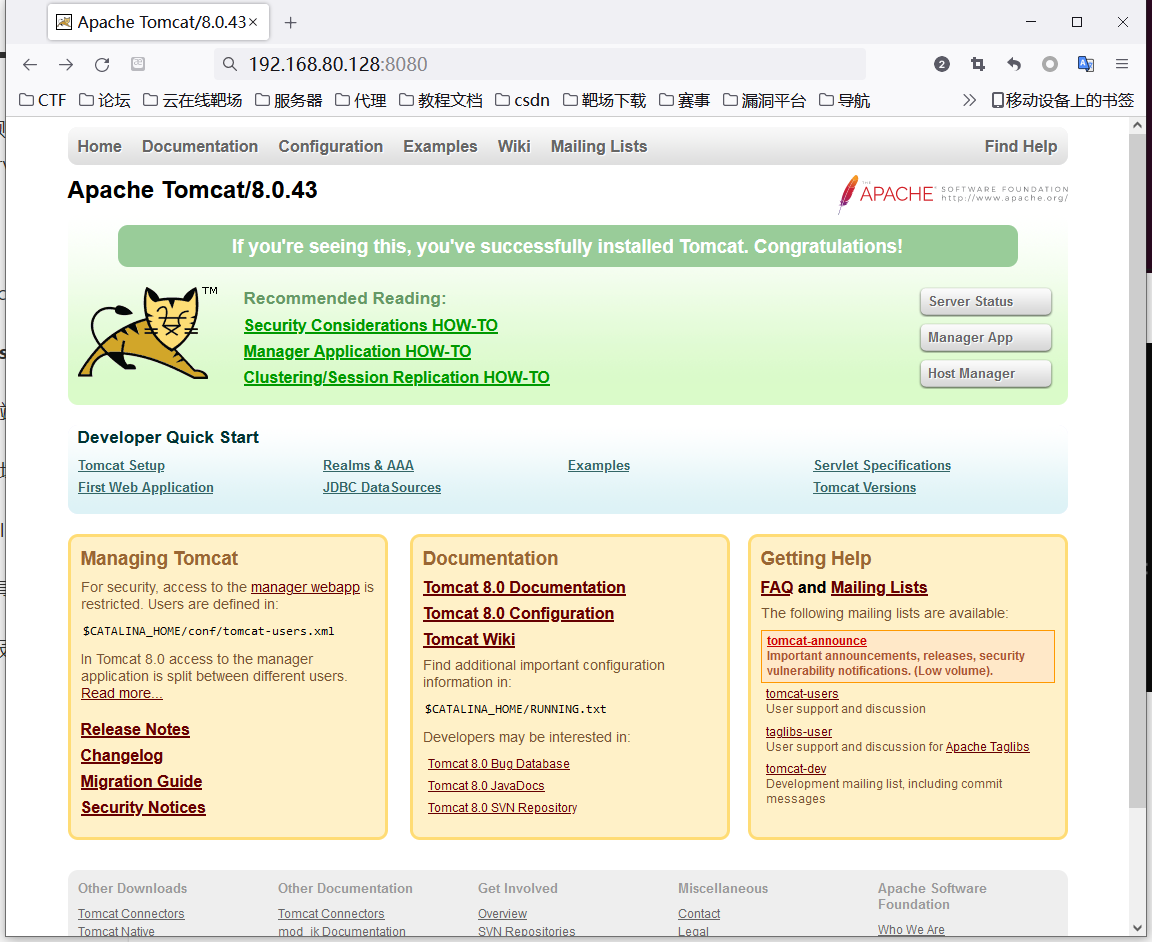 Apache Tomcat/8.0.43
192.168.80.128:8080
2
CTF 论坛 云在线靶场 服务器 代理 教程文档 csdn 靶场下载 赛事 漏洞平台 导航 移动设备上的书签
Home Documentation Configuration Examples Wiki Mailing Lists Find Help
Apache Tomcat/8.0.43
THE APACHE SOFTWARE FOUNDATION
http://www.apache.org/
If you're seeing this, you've successfully installed Tomcat. Congratulations!
TM
Recommended Reading:
Security Considerations HOW-TO
Manager Application HOW-TO
Clustering/Session Replication HOW-TO
Server Status
Manager App
Host Manager
Developer Quick Start
Tomcat Setup
First Web Application
Realms & AAA
JDBC DataSources
Examples
Servlet Specifications
Tomcat Versions
Managing Tomcat
For security, access to the manager webapp is
restricted. Users are defined in:
$CATALINA_HOME/conf/tomcat-users.xml
In Tomcat 8.0 access to the manager
application is split between different users.
Read more...
Release Notes
Changelog
Migration Guide
Security Notices
Documentation
Tomcat 8.0 Documentation
Tomcat 8.0 Configuration
Tomcat Wiki
Find additional important configuration
information in:
$CATALINA_HOME/RUNNING.txt
Developers may be interested in:
Tomcat 8.0 Bug Database
Tomcat 8.0 JavaDocs
Tomcat 8.0 SVN Repository
Getting Help
FAQ and Mailing Lists
The following mailing lists are available:
tomcat-announce
Important announcements, releases, security
vulnerability notifications. (Low volume).
tomcat-users
User support and discussion
taglibs-user
User support and discussion for Apache Taglibs
tomcat-dev
Development mailing list, including commit
messages
Other Downloads
Tomcat Connectors
Tomcat Native
Other Documentation
Tomcat Connectors
mod_jk Documentation
Get Involved
Overview
SVN Repositories
Miscellaneous
Contact
Legal
Apache Software
Foundation
Who We Are